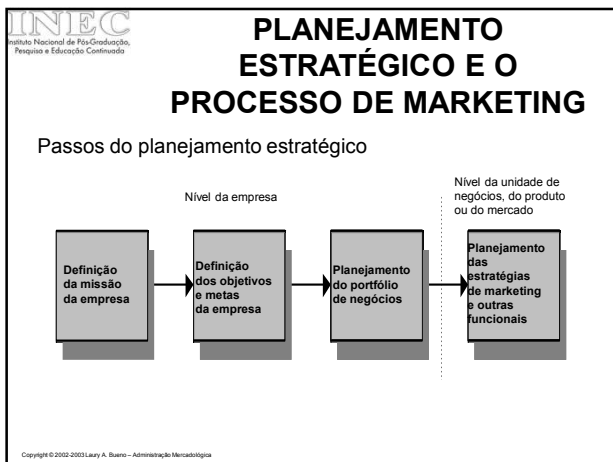 INEC
Instituto Nacional de Pós-Graduação,
Pesquisa e Educação Continuada
PLANEJAMENTO
ESTRATÉGICO E O
PROCESSO DE MARKETING
Passos do planejamento estratégico
Nível da empresa
Nível da unidade de
negócios, do produto
ou do mercado
Definição
da missão
da empresa
Definição
dos objetivos
e metas
da empresa
Planejamento
do portfólio
de negócios
Planejamento
das
estratégias
de marketing
e outras
funcionais
Copyright © 2002-2003 Laury A. Bueno – Administração Mercadológica